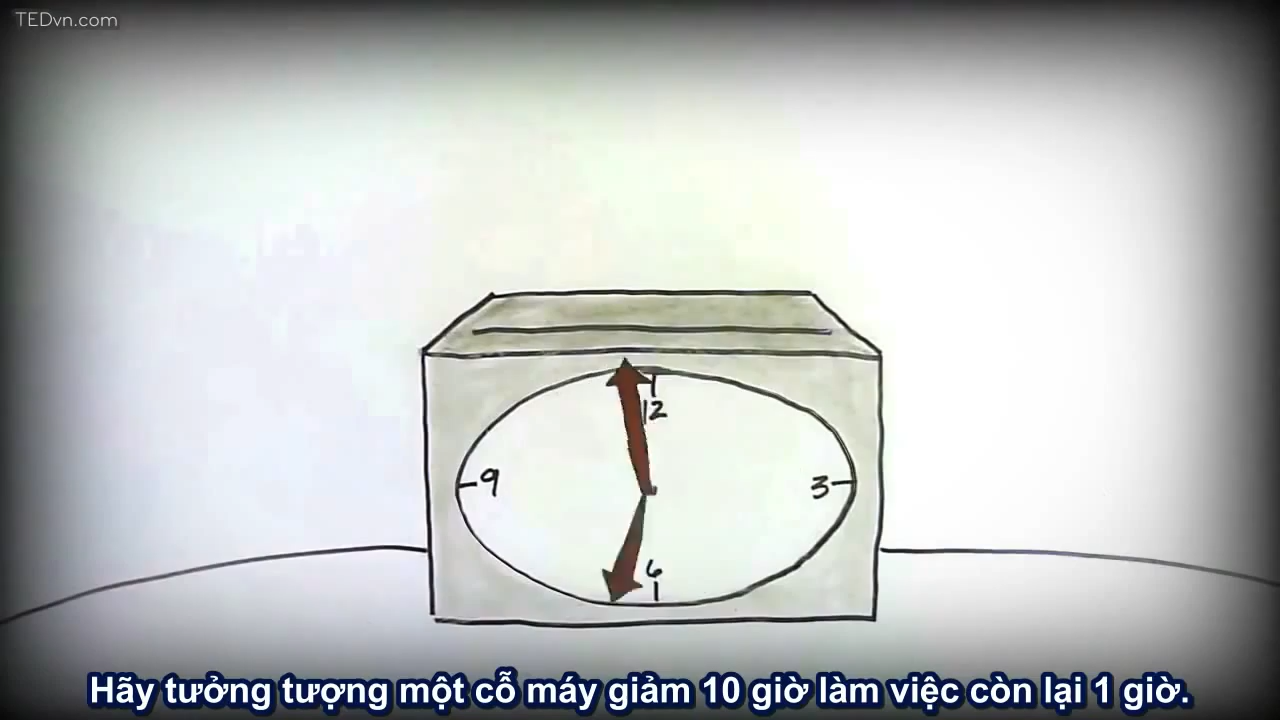 TEDvn.com
12
9
3
6
Hãy tưởng tượng một cỗ máy giảm 10 giờ làm việc còn lại 1 giờ.